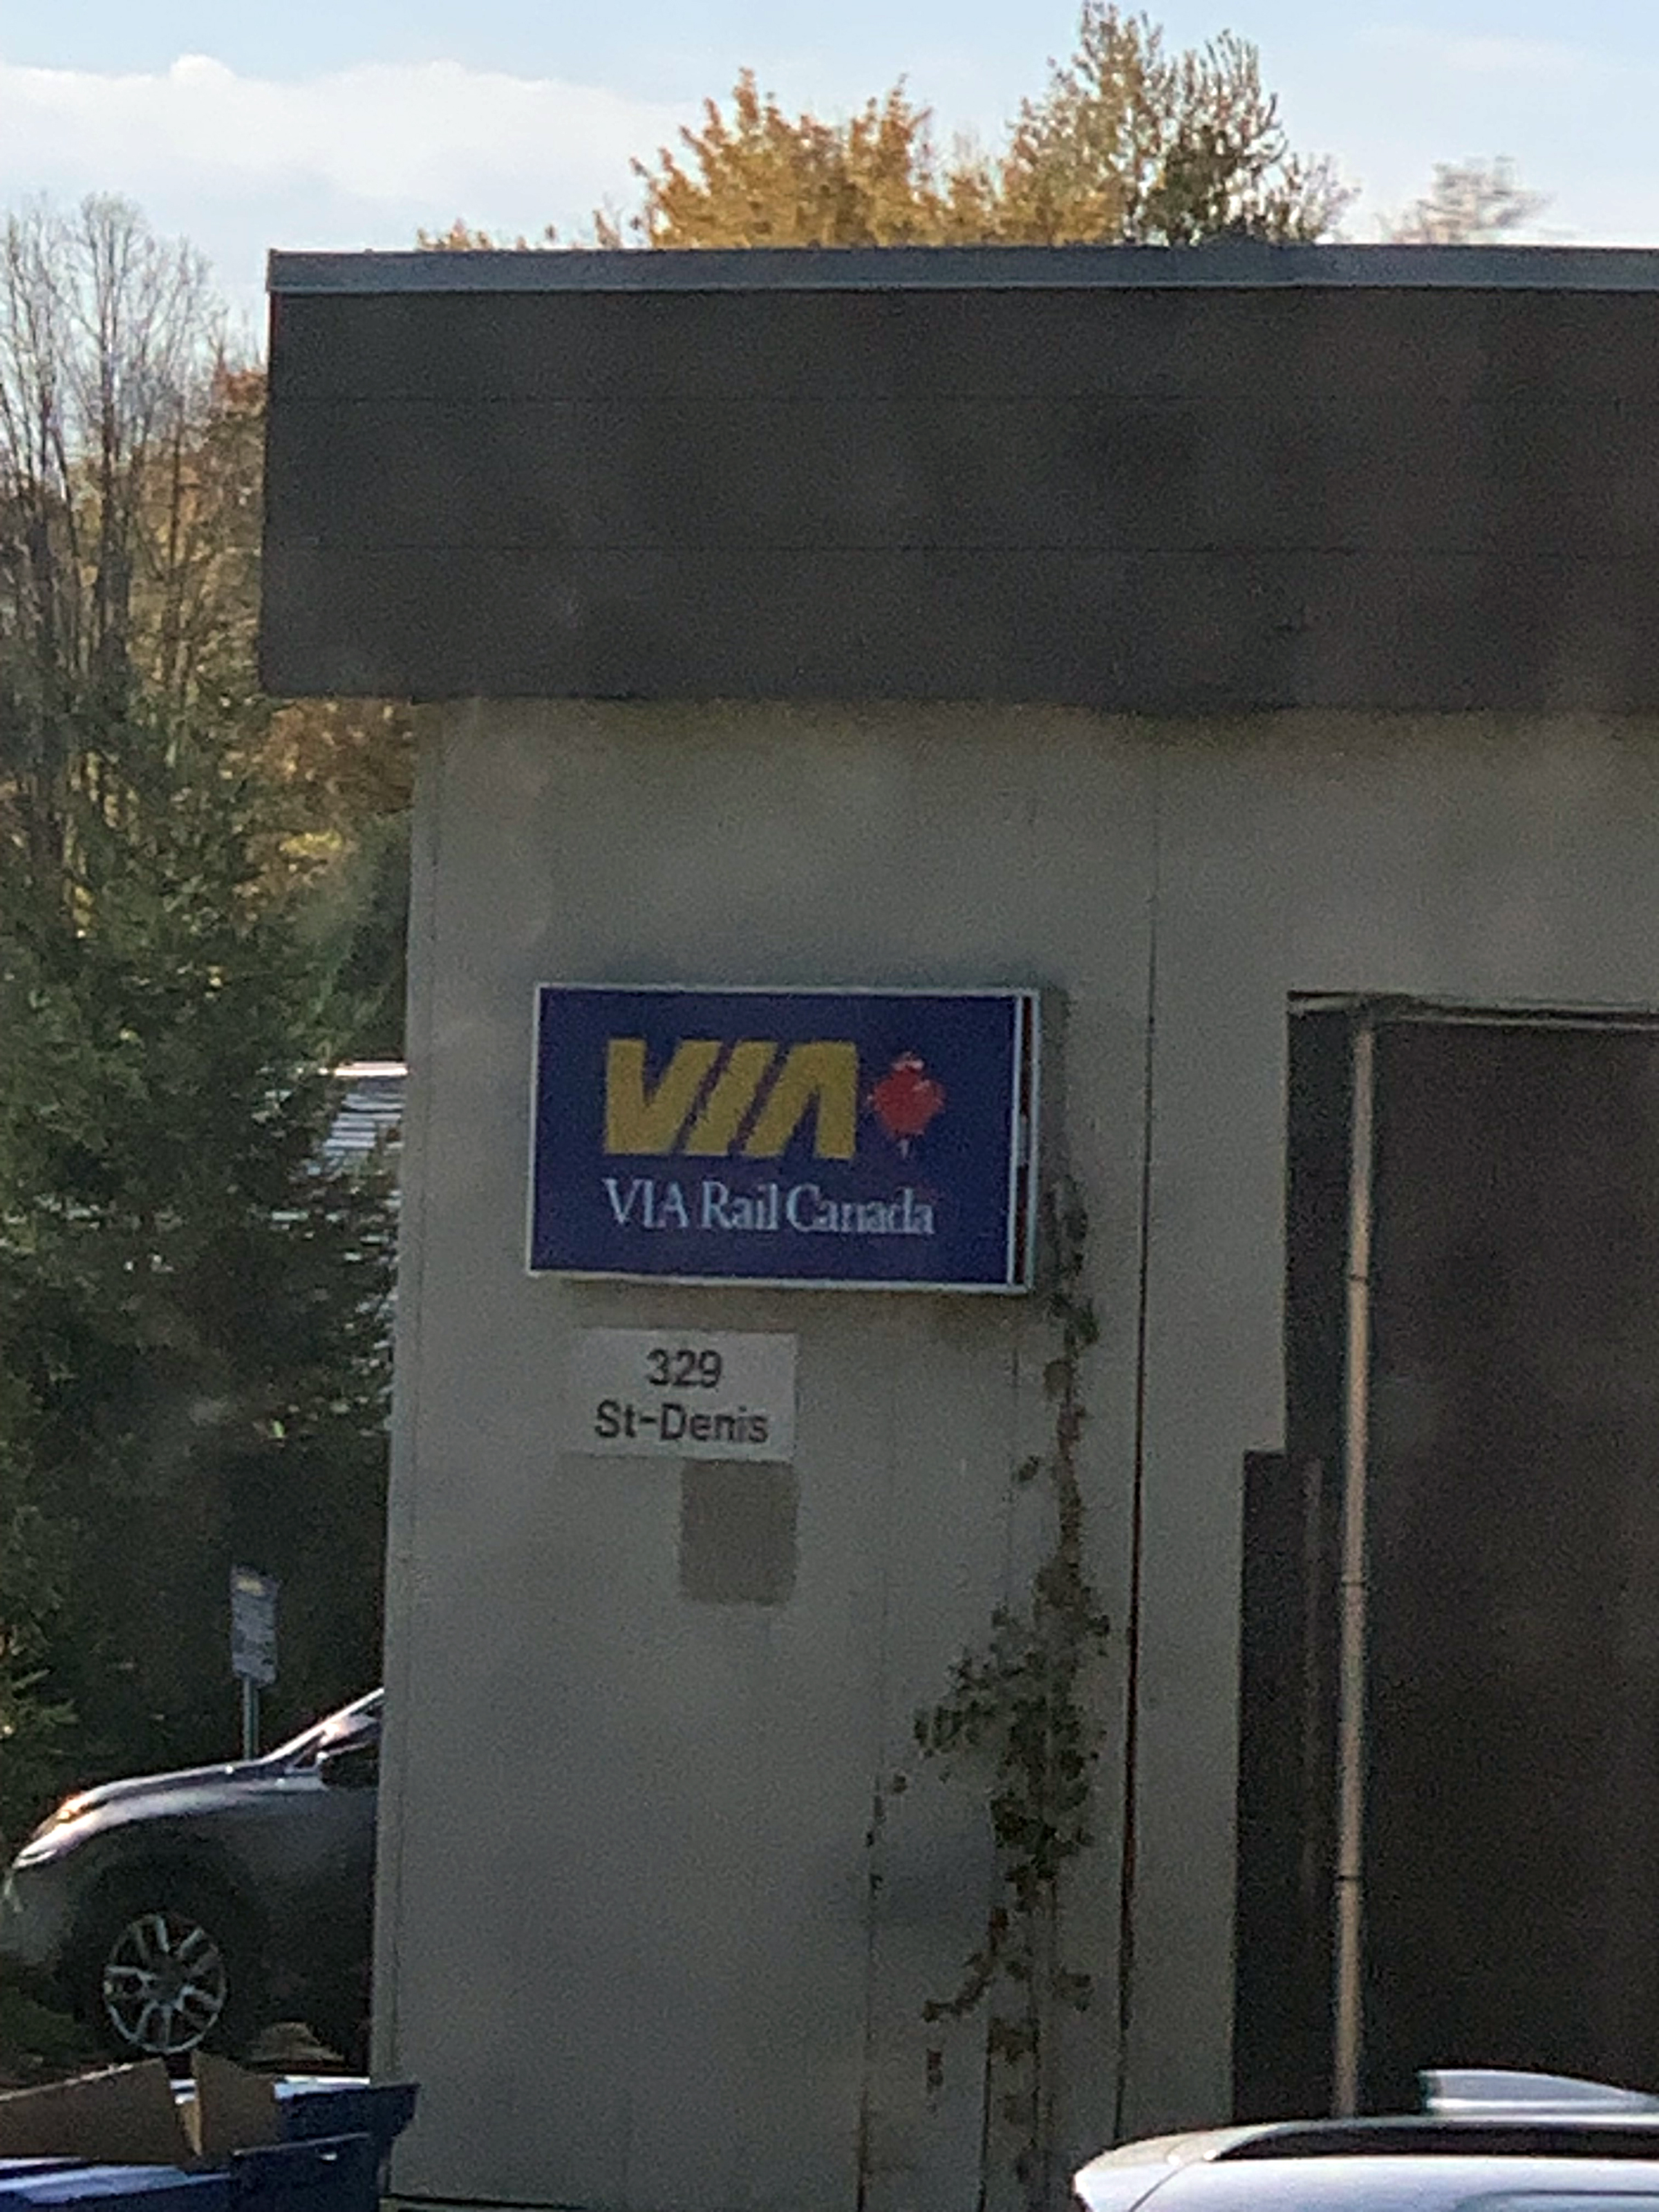 VIA
VIA Rail Canada
329
St-Denis